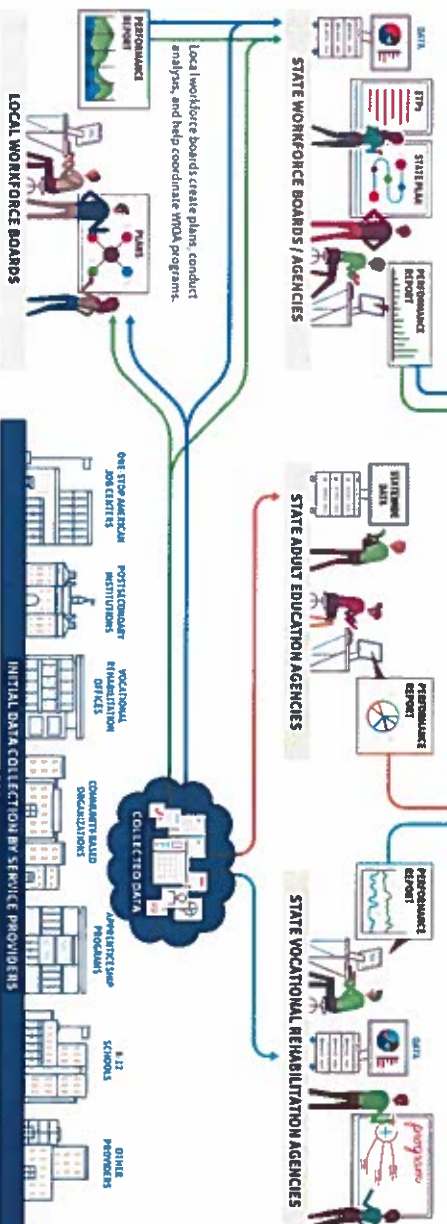 DATA
ETPs
STATE PLAN
PERFORMANCE
REPORT
STATE WORKFORCE BOARDS / AGENCIES
STATEWIDE
DATA
PERFORMANCE
REPORT
STATE ADULT EDUCATION AGENCIES
PERFORMANCE
REPORT
DATA
programs
STATE VOCATIONAL REHABILITATION AGENCIES
Local workforce boards create plans, conduct
analysis, and help coordinate WIOA programs.
PERFORMANCE
REPORT
PLANS
LOCAL WORKFORCE BOARDS
COLLECTED DATA
ONE-STOP AMERICAN
JOB CENTERS
POSTSECONDARY
INSTITUTIONS
VOCATIONAL
REHABILITATION
OFFICES
COMMUNITY-BASED
ORGANIZATIONS
APPRENTICESHIP
PROGRAMS
K-12
SCHOOLS
OTHER
PROVIDERS
INITIAL DATA COLLECTION BY SERVICE PROVIDERS